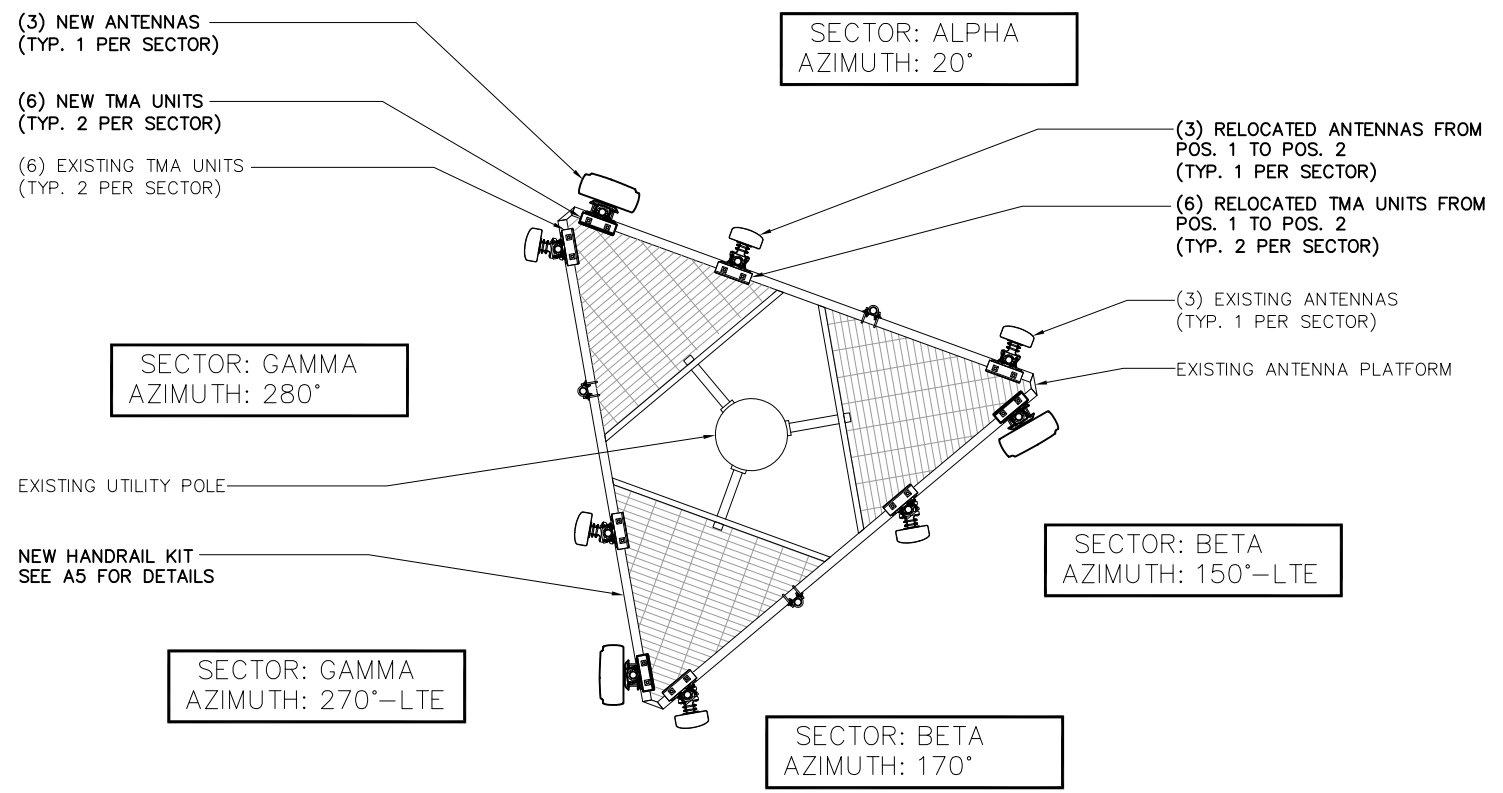 (3) NEW ANTENNAS
(TYP. 1 PER SECTOR)
(6) NEW TMA UNITS
(TYP. 2 PER SECTOR)
(6) EXISTING TMA UNITS
(TYP. 2 PER SECTOR)
SECTOR: ALPHA
AZIMUTH: 20°
(3) RELOCATED ANTENNAS FROM
POS. 1 TO POS. 2
(TYP. 1 PER SECTOR)
(6) RELOCATED TMA UNITS FROM
POS. 1 TO POS. 2
(TYP. 2 PER SECTOR)
(3) EXISTING ANTENNAS
(TYP. 1 PER SECTOR)
EXISTING ANTENNA PLATFORM
SECTOR: GAMMA
AZIMUTH: 280°
EXISTING UTILITY POLE
NEW HANDRAIL KIT
SEE A5 FOR DETAILS
SECTOR: BETA
AZIMUTH: 150°-LTE
SECTOR: GAMMA
AZIMUTH: 270°-LTE
SECTOR: BETA
AZIMUTH: 170°